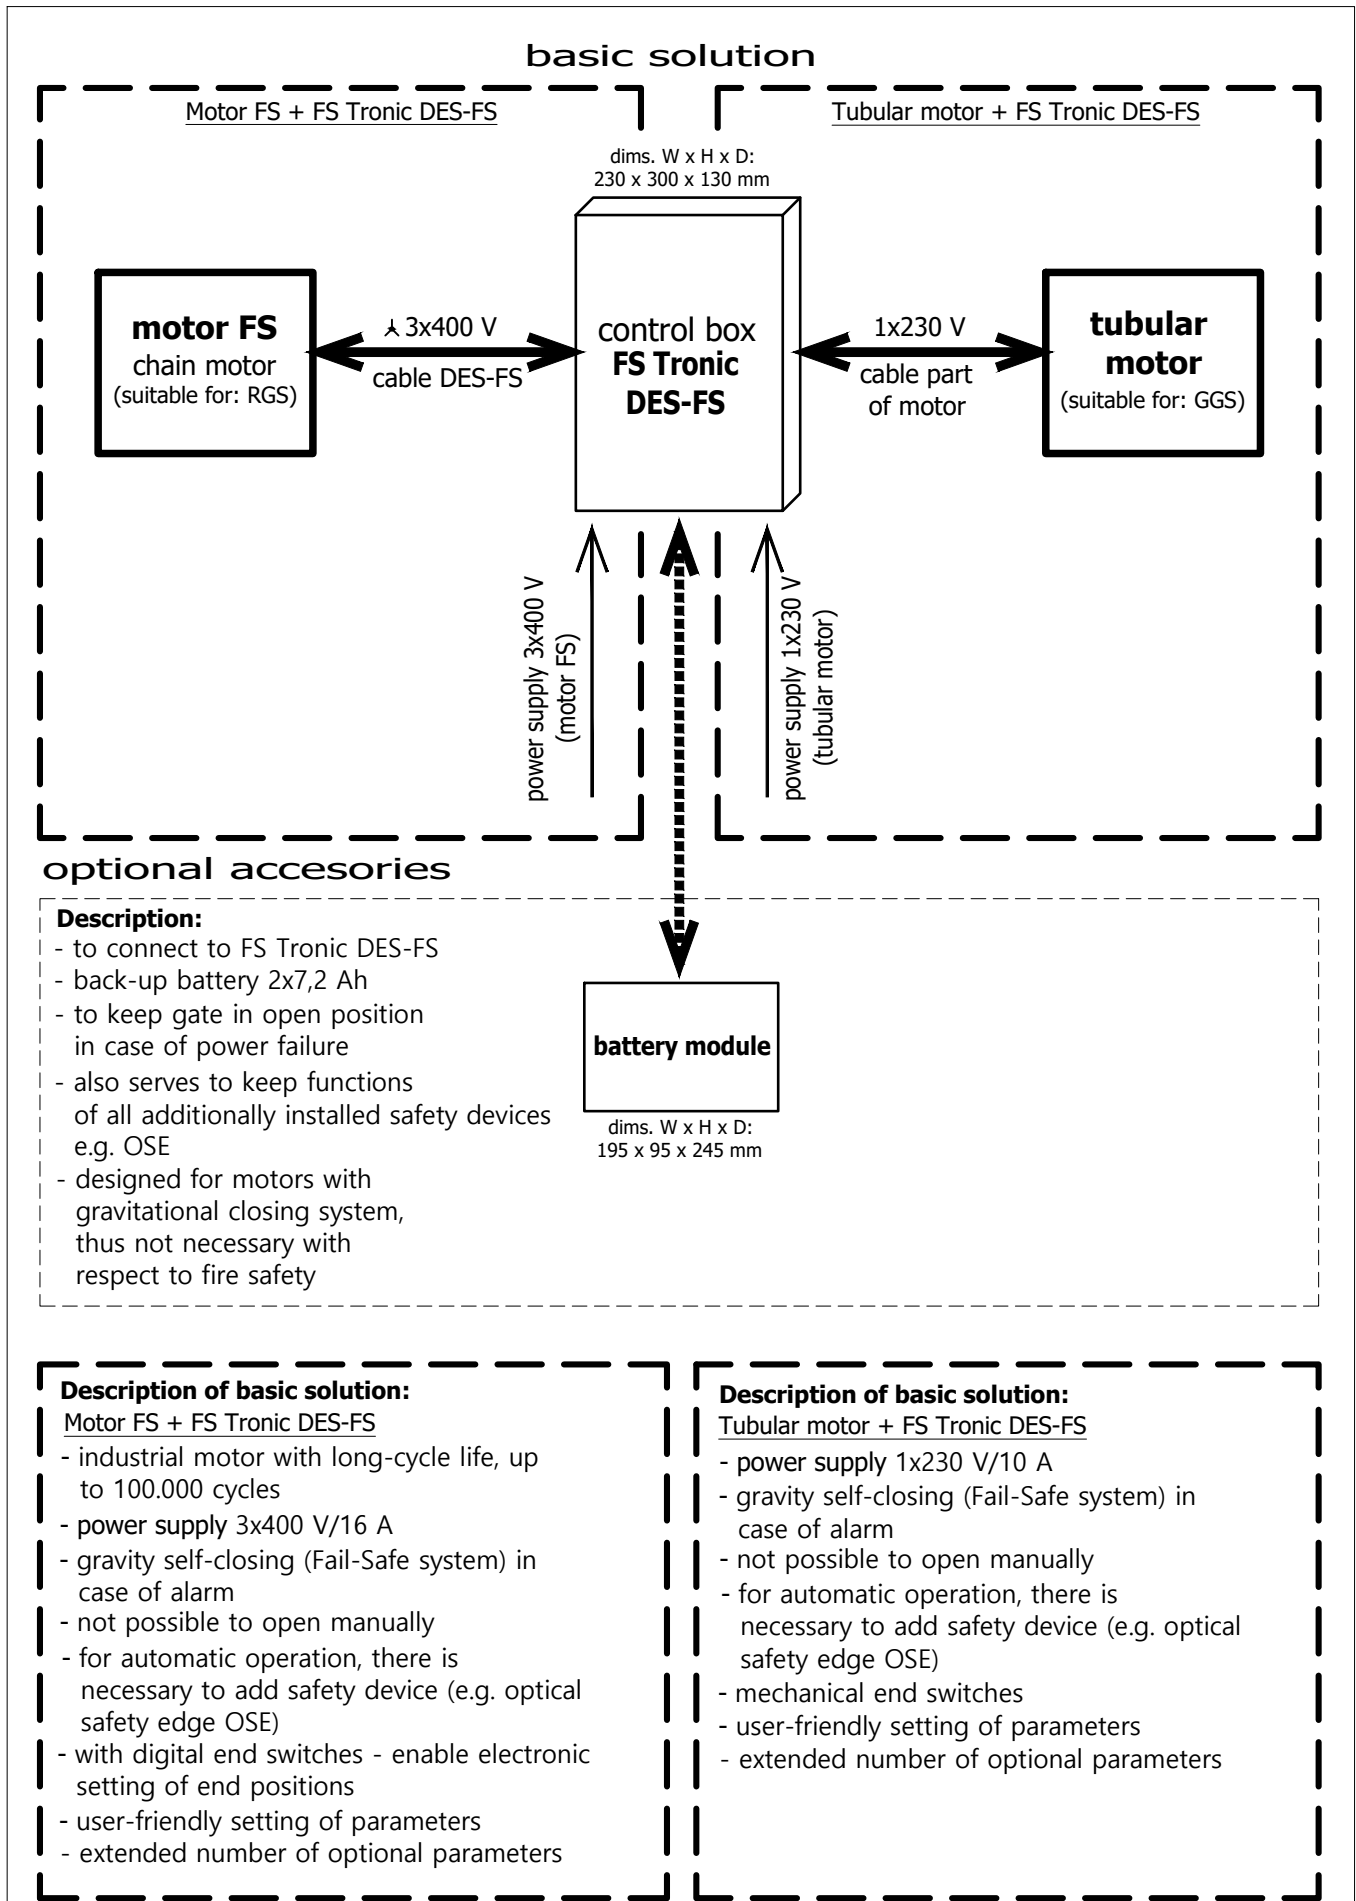 basic solution
Motor FS + FS Tronic DES-FS
Tubular motor + FS Tronic DES-FS
dims. W x H x D:
230 x 300 x 130 mm
motor FS
chain motor
(suitable for: RGS)
3x400 V
cable DES-FS
control box
FS Tronic
DES-FS
1x230 V
cable part
of motor
tubular
motor
(suitable for: GGS)
power supply 3x400 V
(motor FS)
power supply 1x230 V
(tubular motor)
optional accesories
Description:
- to connect to FS Tronic DES-FS
- back-up battery 2x7,2 Ah
- to keep gate in open position
in case of power failure
- also serves to keep functions
of all additionally installed safety devices
e.g. OSE
- designed for motors with
gravitational closing system,
thus not necessary with
respect to fire safety
battery module
dims. W x H x D:
195 x 95 x 245 mm
Description of basic solution:
Motor FS + FS Tronic DES-FS
- industrial motor with long-cycle life, up
to 100.000 cycles
- power supply 3x400 V/16 A
- gravity self-closing (Fail-Safe system) in
case of alarm
- not possible to open manually
- for automatic operation, there is
necessary to add safety device (e.g. optical
safety edge OSE)
- with digital end switches - enable electronic
setting of end positions
- user-friendly setting of parameters
- extended number of optional parameters
Description of basic solution:
Tubular motor + FS Tronic DES-FS
- power supply 1x230 V/10 A
- gravity self-closing (Fail-Safe system) in
case of alarm
- not possible to open manually
- for automatic operation, there is
necessary to add safety device (e.g. optical
safety edge OSE)
- mechanical end switches
- user-friendly setting of parameters
- extended number of optional parameters